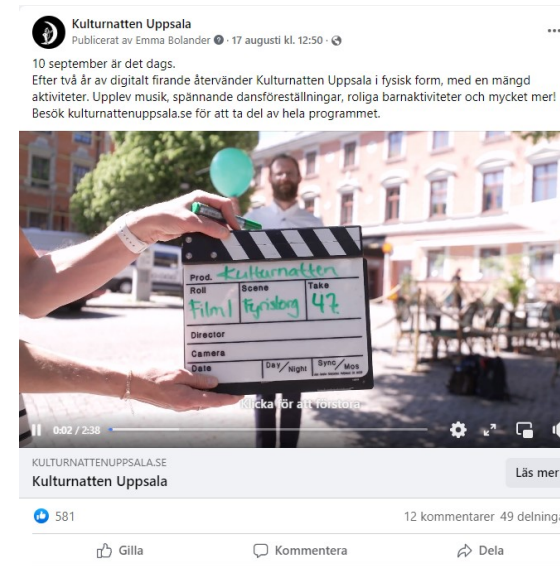 Kulturnatten Uppsala
Publicerat av Emma Bolander · 17 augusti kl. 12:50 ·
10 september är det dags.
Efter två år av digitalt firande återvänder Kulturnatten Uppsala i fysisk form, med en mängd
aktiviteter. Upplev musik, spännande dansföreställningar, roliga barnaktiviteter och mycket mer!
Besök kulturnattenuppsala.se för att ta del av hela programmet.
Prod. Kulturnatten
Roll Scene Take
Film 1 Fyristorg 47
Director
Camera
Date Day/Night Sync/Mos
Klicka för att förstora
0:02 / 2:38
KULTURNATTENUPPSALA.SE
Kulturnatten Uppsala
Läs mer
581
12 kommentarer 49 delninga
Gilla Kommentera Dela